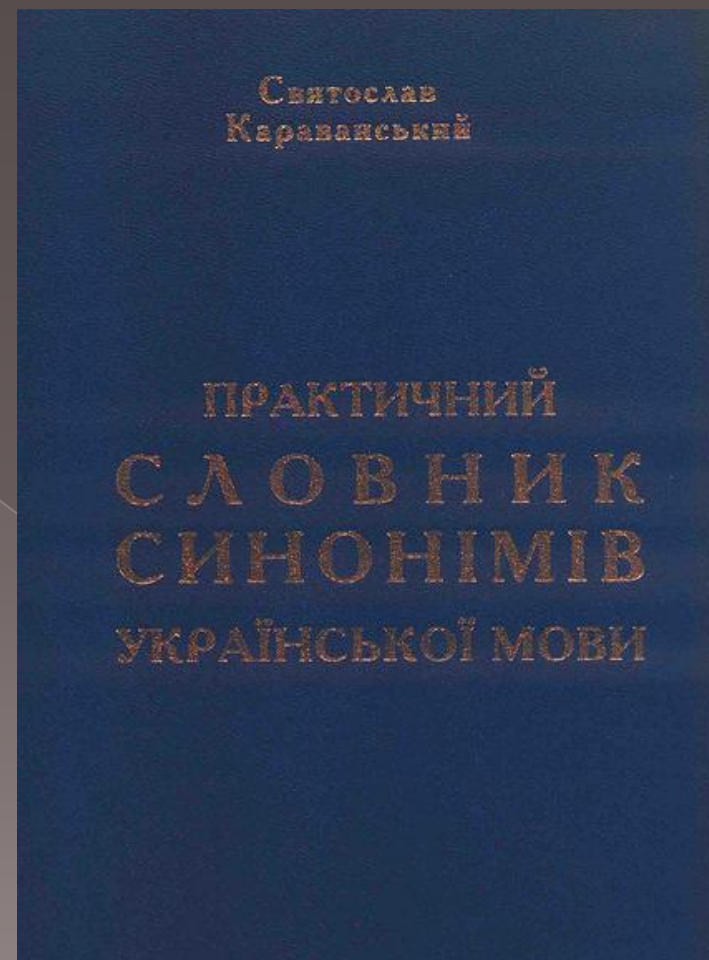 Святослав
Караванський
ПРАКТИЧНИЙ
СЛОВНИК
СИНОНІМІВ
УКРАЇНСЬКОЇ МОВИ